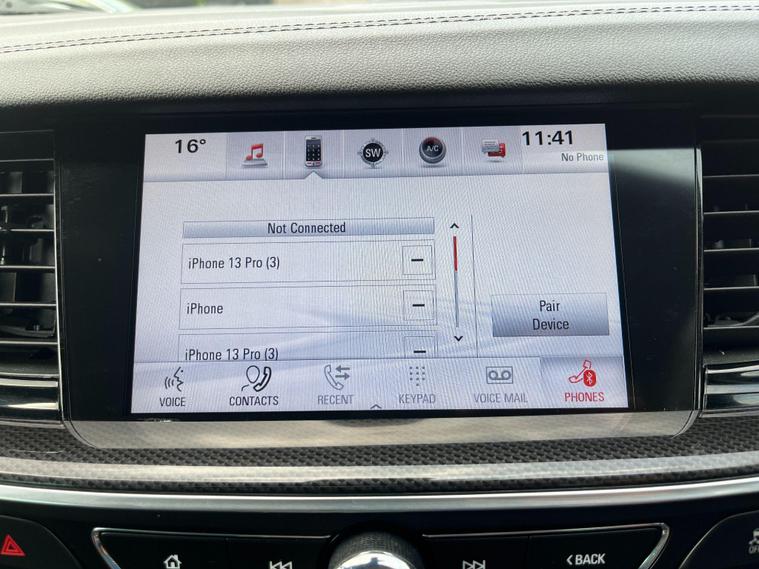 16°
SW
A/C
11:41
No Phone
Not Connected
iPhone 13 Pro (3)
iPhone
iPhone 13 Pro (3)
Pair
Device
VOICE
CONTACTS
RECENT
KEYPAD
VOICE MAIL
PHONES
< BACK
OFF